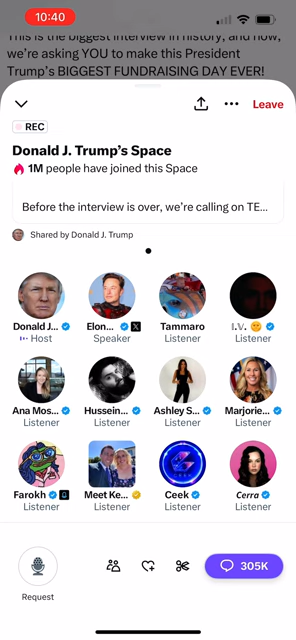 10:40
This is the biggest interview in history, and now,
we're asking YOU to make this President
Trump's BIGGEST FUNDRAISING DAY EVER!
Leave
REC
Donald J. Trump's Space
1M people have joined this Space
Before the interview is over, we're calling on TE...
Shared by Donald J. Trump
Donald J... Elon... X Tammaro I.V.
Host Speaker Listener Listener
Ana Mos... Hussein... Ashley S... Marjorie...
Listener Listener Listener Listener
Farokh Meet Ke... Ceek Cerra
Listener Listener Listener Listener
305K
Request